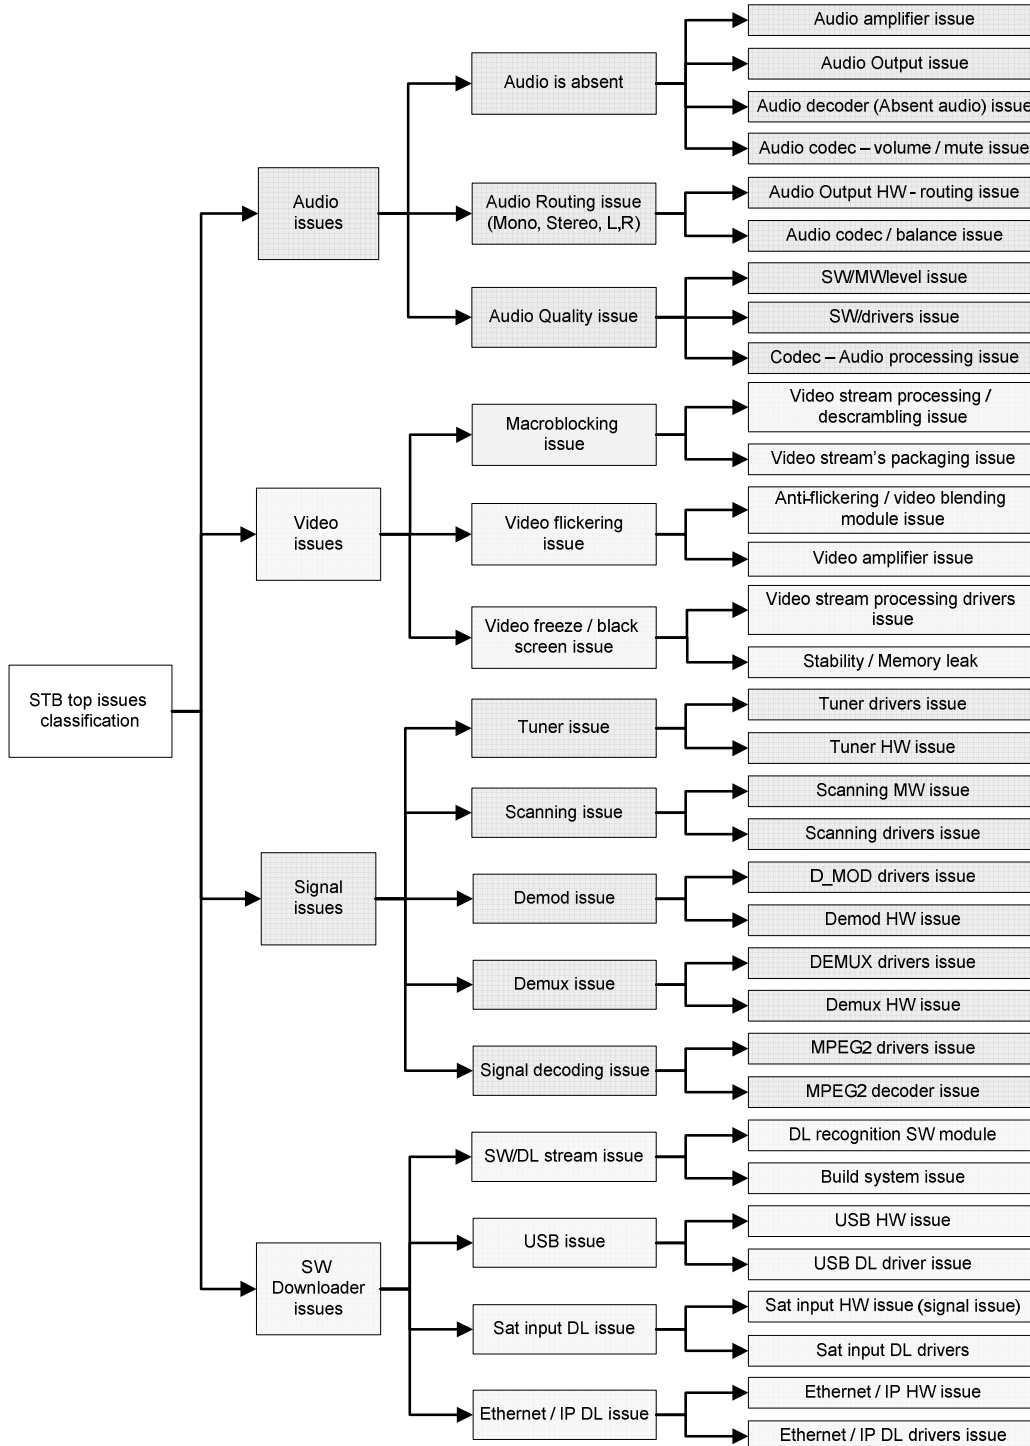 STB top issues
classification
Audio
issues
Audio is absent
Audio amplifier issue
Audio Output issue
Audio decoder (Absent audio) issue
Audio codec – volume / mute issue
Audio Routing issue
(Mono, Stereo, L,R)
Audio Output HW - routing issue
Audio codec / balance issue
Audio Quality issue
SW/MWlevel issue
SW/drivers issue
Codec – Audio processing issue
Video
issues
Macroblocking
issue
Video stream processing /
descrambling issue
Video stream's packaging issue
Video flickering
issue
Anti-flickering / video blending
module issue
Video amplifier issue
Video freeze / black
screen issue
Video stream processing drivers
issue
Stability / Memory leak
Signal
issues
Tuner issue
Tuner drivers issue
Tuner HW issue
Scanning issue
Scanning MW issue
Scanning drivers issue
Demod issue
D_MOD drivers issue
Demod HW issue
Demux issue
DEMUX drivers issue
Demux HW issue
Signal decoding issue
MPEG2 drivers issue
MPEG2 decoder issue
SW
Downloader
issues
SW/DL stream issue
DL recognition SW module
Build system issue
USB issue
USB HW issue
USB DL driver issue
Sat input DL issue
Sat input HW issue (signal issue)
Sat input DL drivers
Ethernet / IP DL issue
Ethernet / IP HW issue
Ethernet / IP DL drivers issue